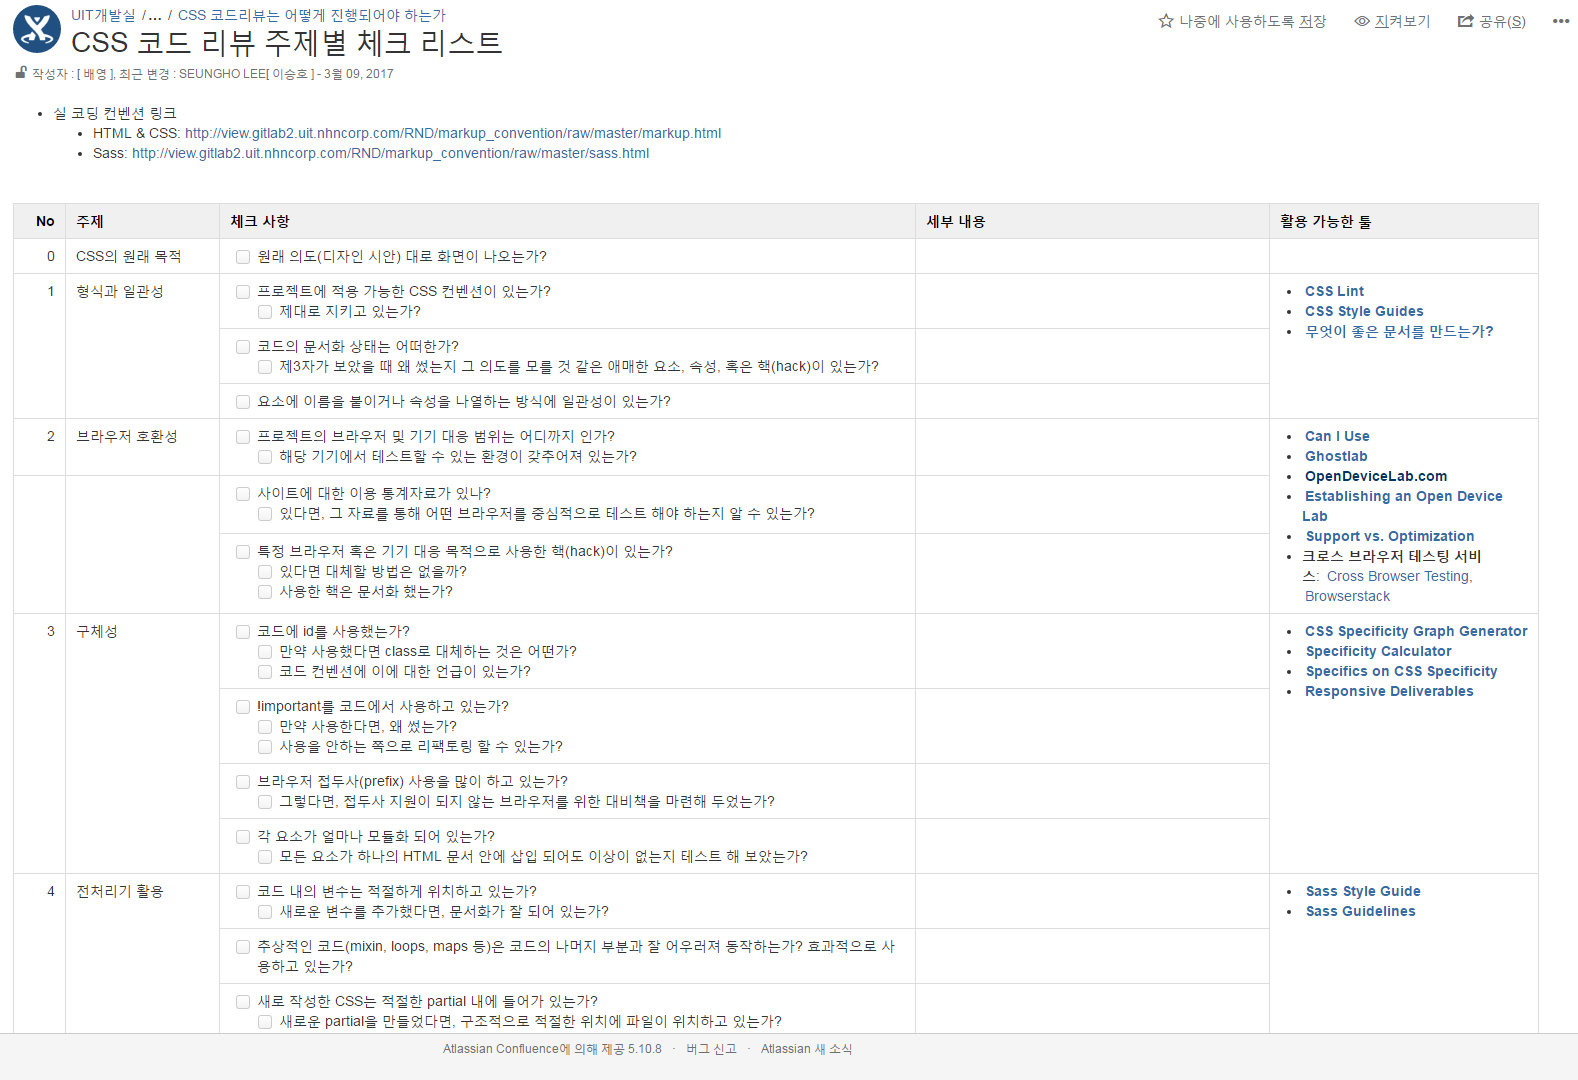 UIT개발실 /... / CSS 코드리뷰는 어떻게 진행되어야 하는가
CSS 코드 리뷰 주제별 체크 리스트
나중에 사용하도록 저장 지켜보기 공유(S)
작성자 : [ 배영 ], 최근 변경 : SEUNGHO LEE[ 이승호 ] - 3월 09, 2017
실 코딩 컨벤션 링크
HTML & CSS: http://view.gitlab2.uit.nhncorp.com/RND/markup_convention/raw/master/markup.html
Sass: http://view.gitlab2.uit.nhncorp.com/RND/markup_convention/raw/master/sass.html
No 주제 체크 사항 세부 내용 활용 가능한 툴
0 CSS의 원래 목적 원래 의도(디자인 시안) 대로 화면이 나오는가?
1 형식과 일관성 프로젝트에 적용 가능한 CSS 컨벤션이 있는가?
제대로 지키고 있는가?
코드의 문서화 상태는 어떠한가?
제3자가 보았을 때 왜 썼는지 그 의도를 모를 것 같은 애매한 요소, 속성, 혹은 핵(hack)이 있는가?
요소에 이름을 붙이거나 속성을 나열하는 방식에 일관성이 있는가?
CSS Lint
CSS Style Guides
무엇이 좋은 문서를 만드는가?
2 브라우저 호환성 프로젝트의 브라우저 및 기기 대응 범위는 어디까지 인가?
해당 기기에서 테스트할 수 있는 환경이 갖추어져 있는가?
사이트에 대한 이용 통계자료가 있나?
있다면, 그 자료를 통해 어떤 브라우저를 중심적으로 테스트 해야 하는지 알 수 있는가?
특정 브라우저 혹은 기기 대응 목적으로 사용한 핵(hack)이 있는가?
있다면 대체할 방법은 없을까?
사용한 핵은 문서화 했는가?
Can I Use
Ghostlab
OpenDeviceLab.com
Establishing an Open Device
Lab
Support vs. Optimization
크로스 브라우저 테스팅 서비
스: Cross Browser Testing,
Browserstack
3 구체성 코드에 id를 사용했는가?
만약 사용했다면 class로 대체하는 것은 어떤가?
코드 컨벤션에 이에 대한 언급이 있는가?
!important를 코드에서 사용하고 있는가?
만약 사용한다면, 왜 썼는가?
사용을 안하는 쪽으로 리팩토링 할 수 있는가?
브라우저 접두사(prefix) 사용을 많이 하고 있는가?
그렇다면, 접두사 지원이 되지 않는 브라우저를 위한 대비책을 마련해 두었는가?
각 요소가 얼마나 모듈화 되어 있는가?
모든 요소가 하나의 HTML 문서 안에 삽입 되어도 이상이 없는지 테스트 해 보았는가?
CSS Specificity Graph Generator
Specificity Calculator
Specifics on CSS Specificity
Responsive Deliverables
4 전처리기 활용 코드 내의 변수는 적절하게 위치하고 있는가?
새로운 변수를 추가했다면, 문서화가 잘 되어 있는가?
추상적인 코드(mixin, loops, maps 등)은 코드의 나머지 부분과 잘 어우러져 동작하는가? 효과적으로 사
용하고 있는가?
새로 작성한 CSS는 적절한 partial 내에 들어가 있는가?
새로운 partial을 만들었다면, 구조적으로 적절한 위치에 파일이 위치하고 있는가?
Sass Style Guide
Sass Guidelines
Atlassian Confluence에 의해 제공 5.10.8 · 버그 신고 · Atlassian 새 소식